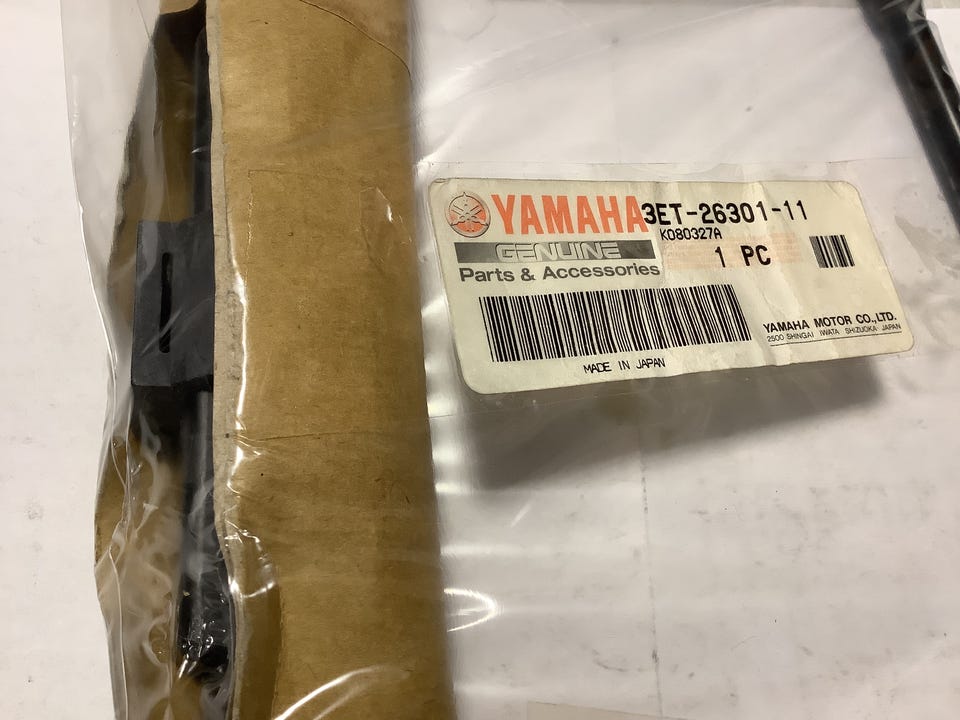 YAMAHA 3ET-26301-11
K080327A
GENUINE
1 PC
Parts & Accessories
YAMAHA MOTOR CO.,LTD.
2500 SHINGAI IWATA SHIZUOKA JAPAN
MADE IN JAPAN